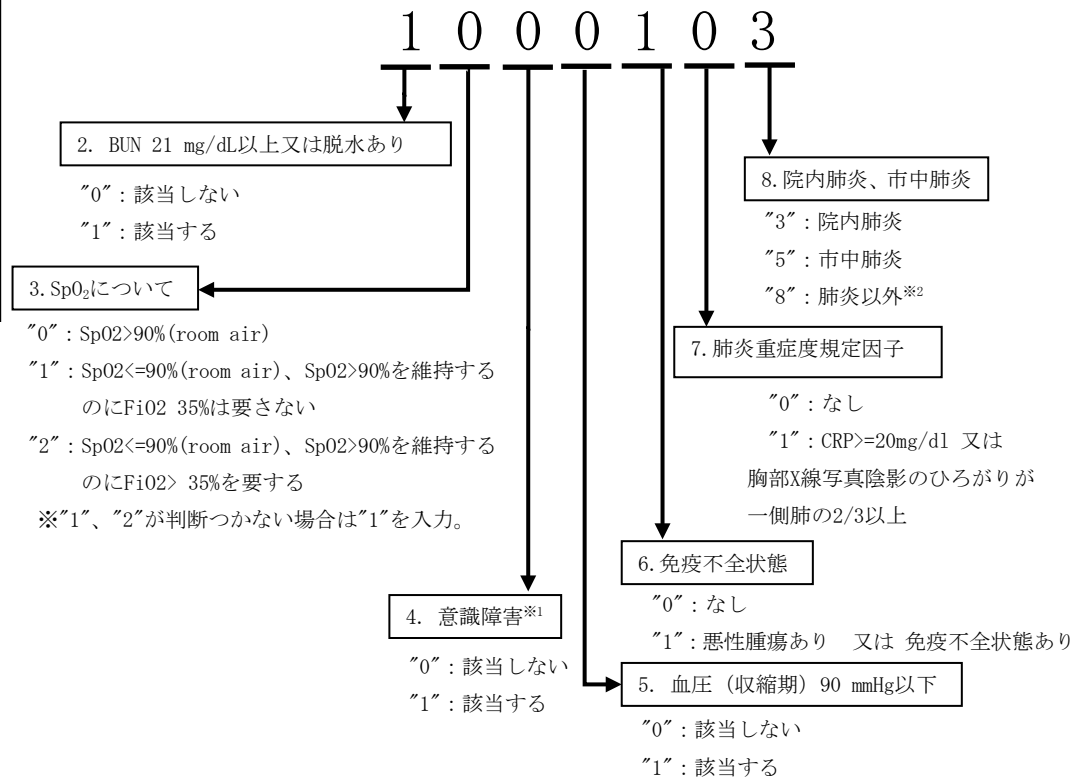 1 0 0 0 1 0 3
2. BUN 21 mg/dL以上又は脱水あり
"0"：該当しない
"1"：該当する
3.SpO₂について
"0"：SpO2>90%(room air)
"1"：SpO2<=90%(room air)、SpO2>90%を維持する
のにFiO2 35%は要さない
"2"：SpO2<=90%(room air)、SpO2>90%を維持する
のにFiO2> 35%を要する
※"1"、"2"が判断つかない場合は"1"を入力。
4. 意識障害※1
"0"：該当しない
"1"：該当する
5. 血圧（収縮期）90 mmHg以下
"0"：該当しない
"1"：該当する
6.免疫不全状態
"0"：なし
"1"：悪性腫瘍あり　又は 免疫不全状態あり
7.肺炎重症度規定因子
"0"：なし
"1"：CRP>=20mg/dl 又は
胸部X線写真陰影のひろがりが
一側肺の2/3以上
8.院内肺炎、市中肺炎
"3"：院内肺炎
"5"：市中肺炎
"8"：肺炎以外※2